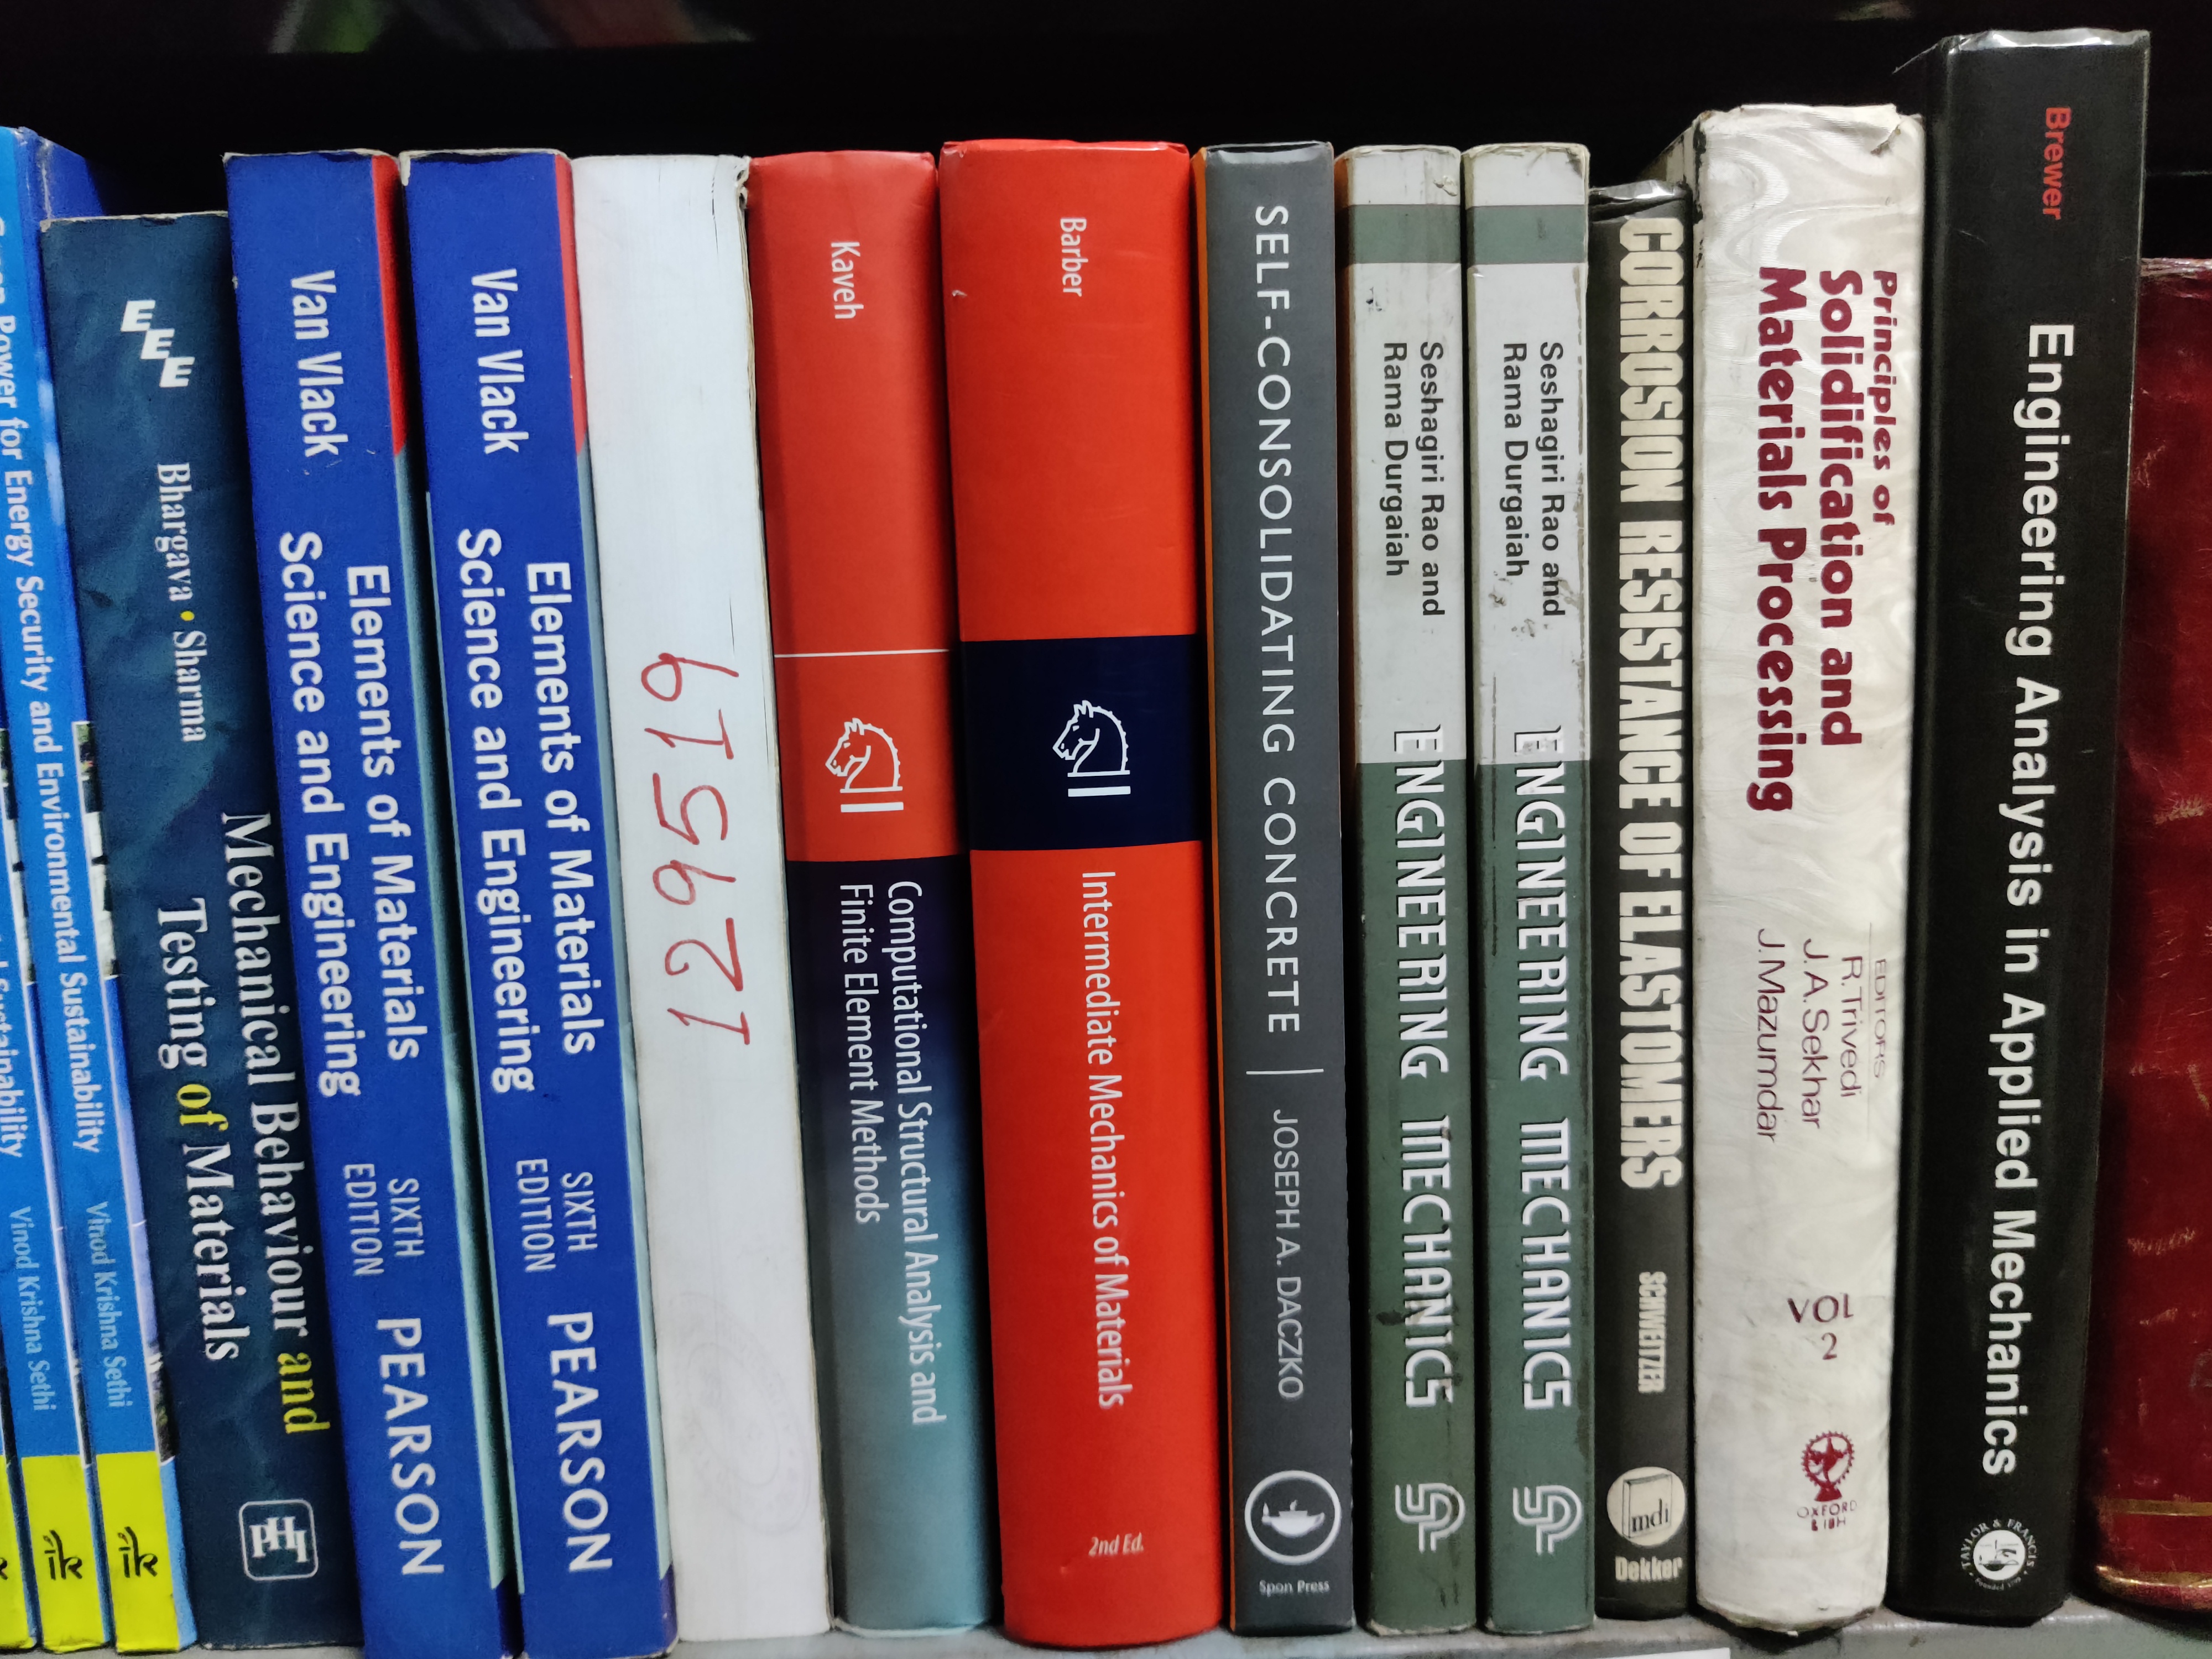 Green Power for Energy Security and Environmental Sustainability
Vinod Krishna Sethi
Sustainability
Vinod Krishna Sethi
EEE
Bhargava • Sharma
Mechanical Behaviour and
Testing of Materials
PHI
Van Vlack
Elements of Materials
Science and Engineering
SIXTH
EDITION
PEARSON
Van Vlack
Elements of Materials
Science and Engineering
SIXTH
EDITION
PEARSON
129519
Kaveh
Computational Structural Analysis and
Finite Element Methods
Barber
Intermediate Mechanics of Materials
2nd Ed.
SELF-CONSOLIDATING CONCRETE | JOSEPH A. DACZKO
Spon Press
Seshagiri Rao and
Rama Durgaiah
ENGINEERING MECHANICS
Seshagiri Rao and
Rama Durgaiah
ENGINEERING MECHANICS
CORROSION RESISTANCE OF ELASTOMERS
SCHWEITZER
mdi
Dekker
Principles of
Solidification and
Materials Processing
EDITORS
R.Trivedi
J.A.Sekhar
J.Mazumdar
VOL
2
OXFORD
& IBH
Brewer
Engineering Analysis in Applied Mechanics
TAYLOR & FRANCIS